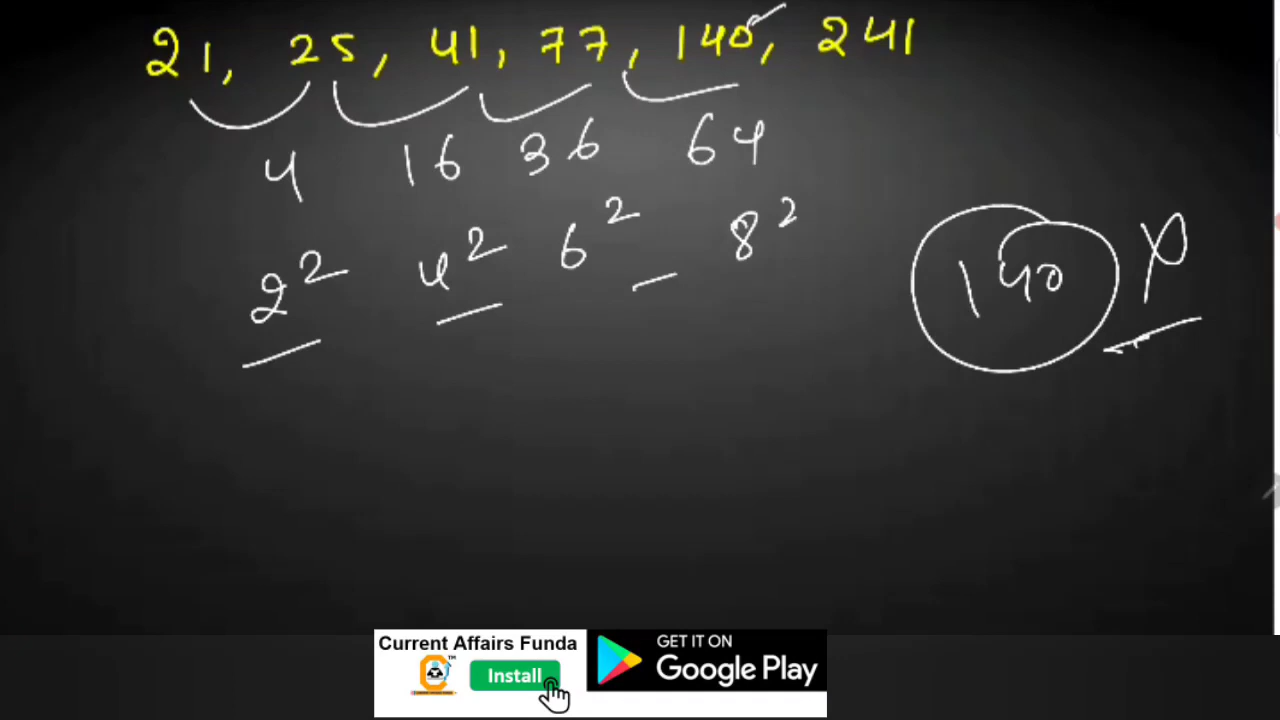 21, 25, 41, 77, 140, 241
4 16 36 64
2² 4² 6² 8²
140
Current Affairs Funda
Install
GET IT ON
Google Play